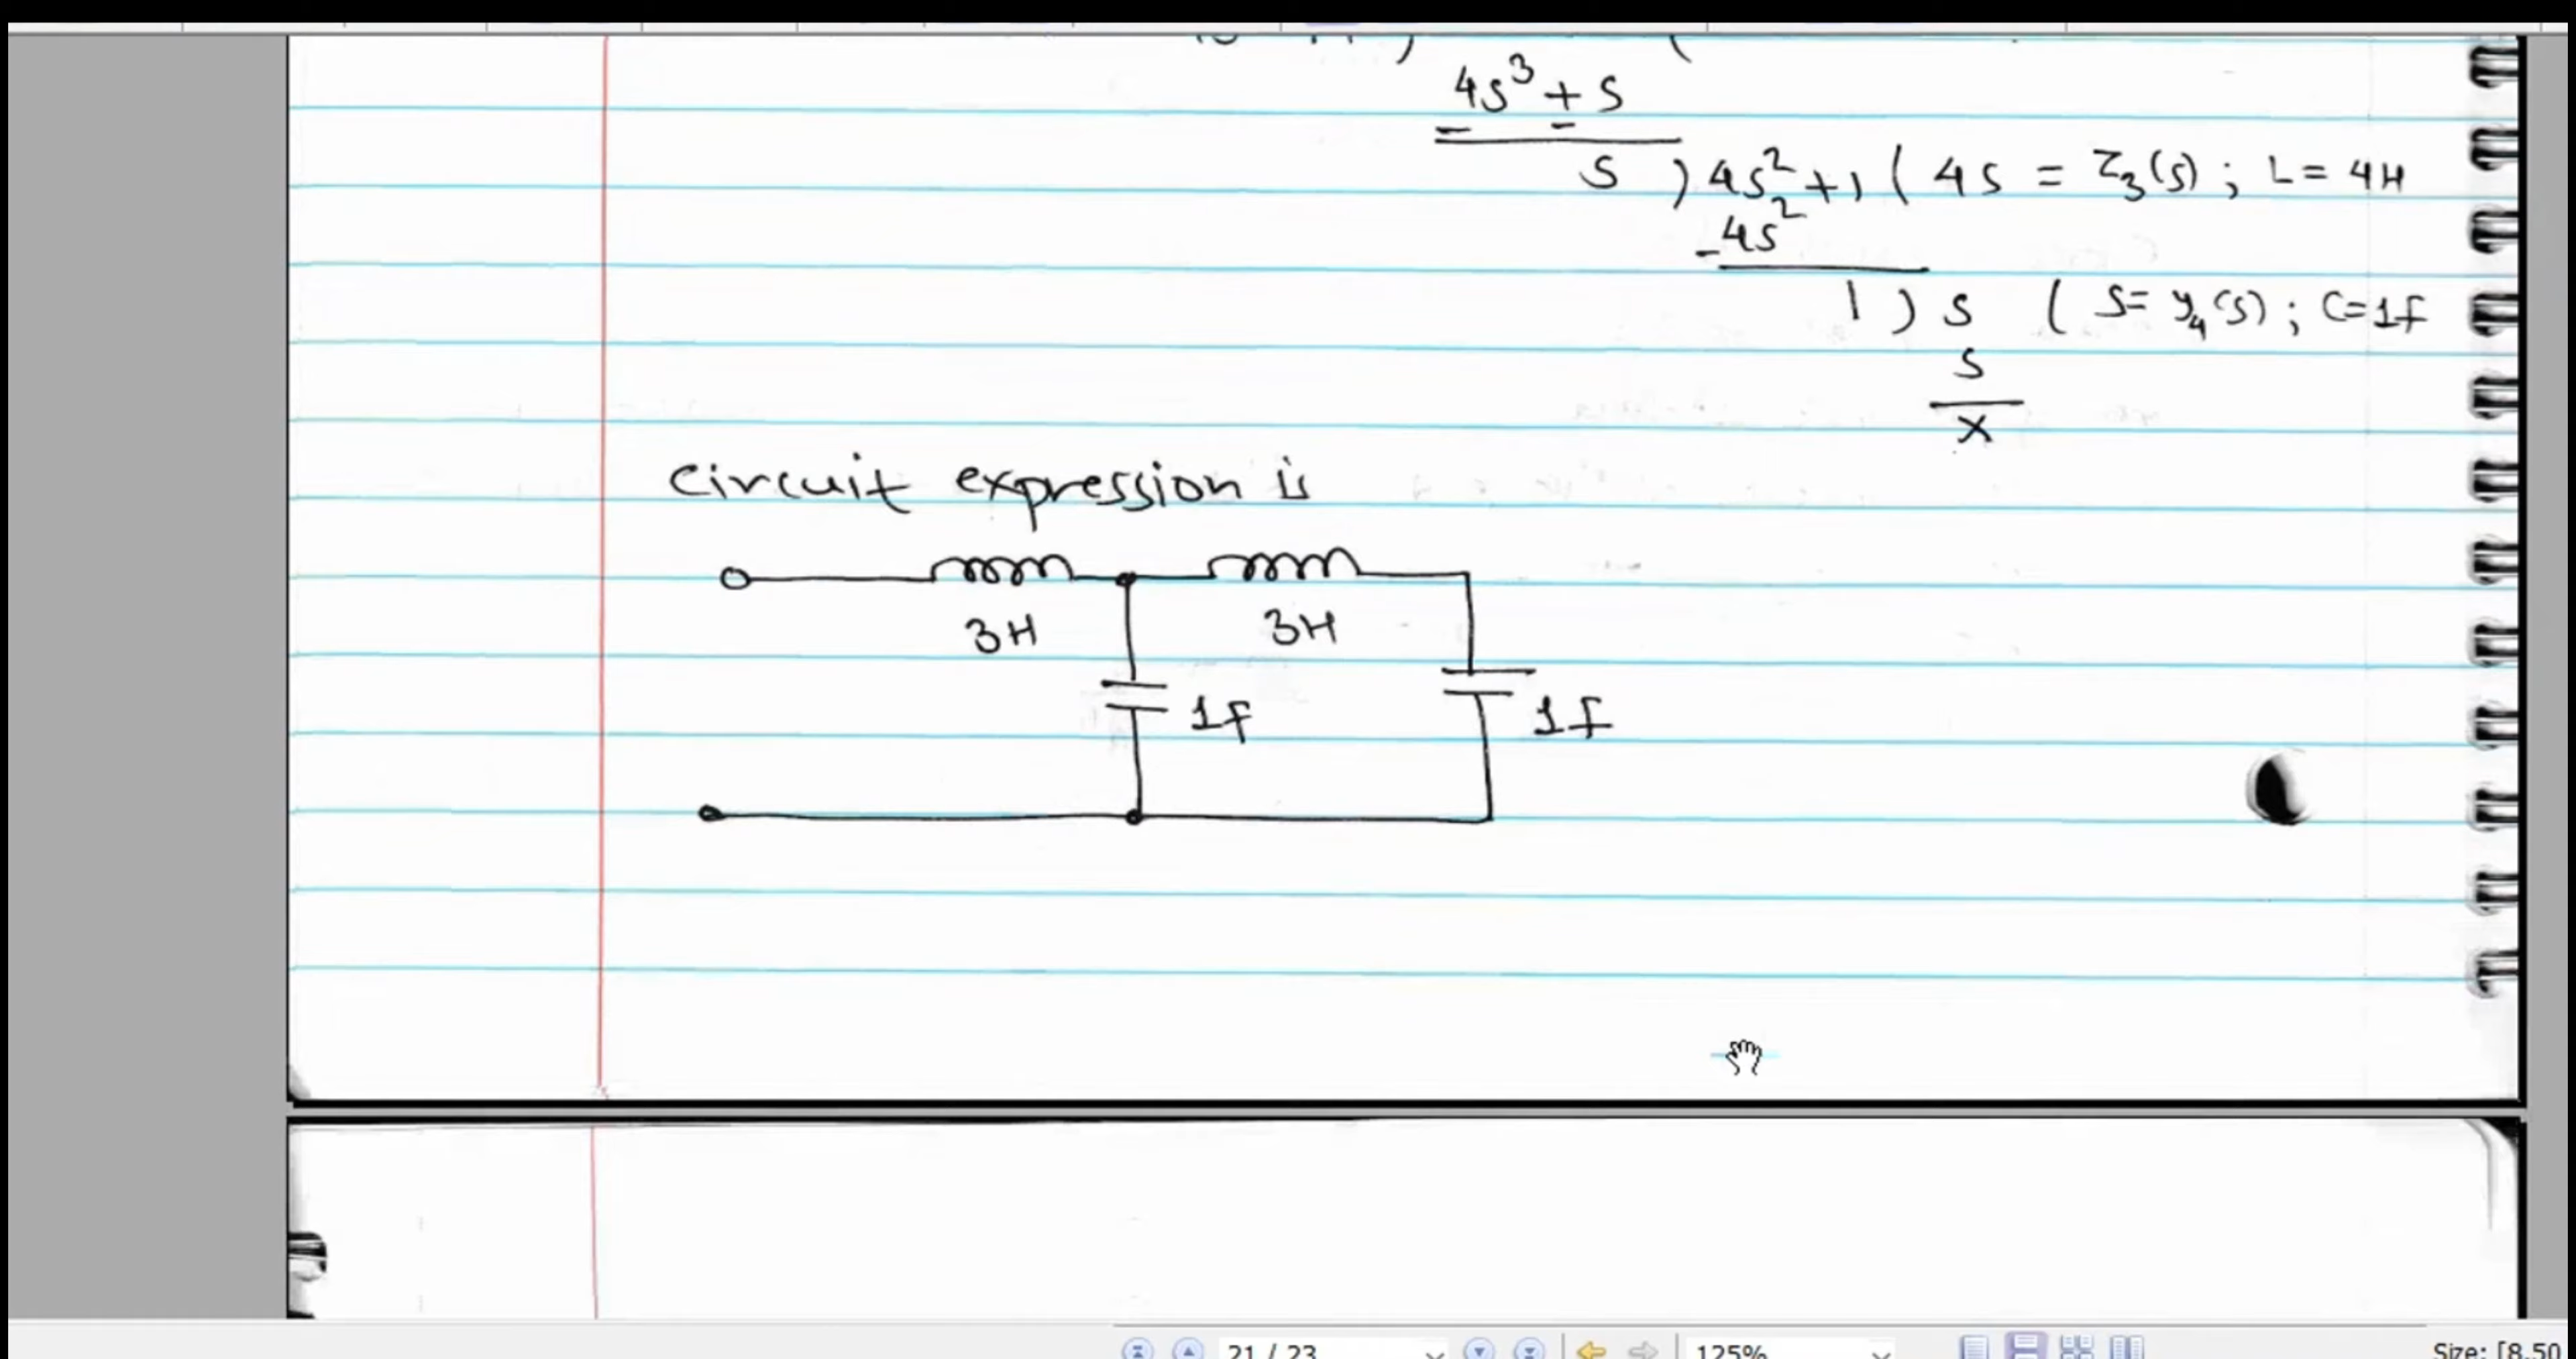 4s³ + s
s ) 4s²+1 ( 4s = Z₃(s) ; L = 4H
-4s²
1 ) s ( s = y₄(s) ; C=1F
s
x
circuit expression is
3H 3H
1F 1F
21 / 23
125%
Size: [8.50